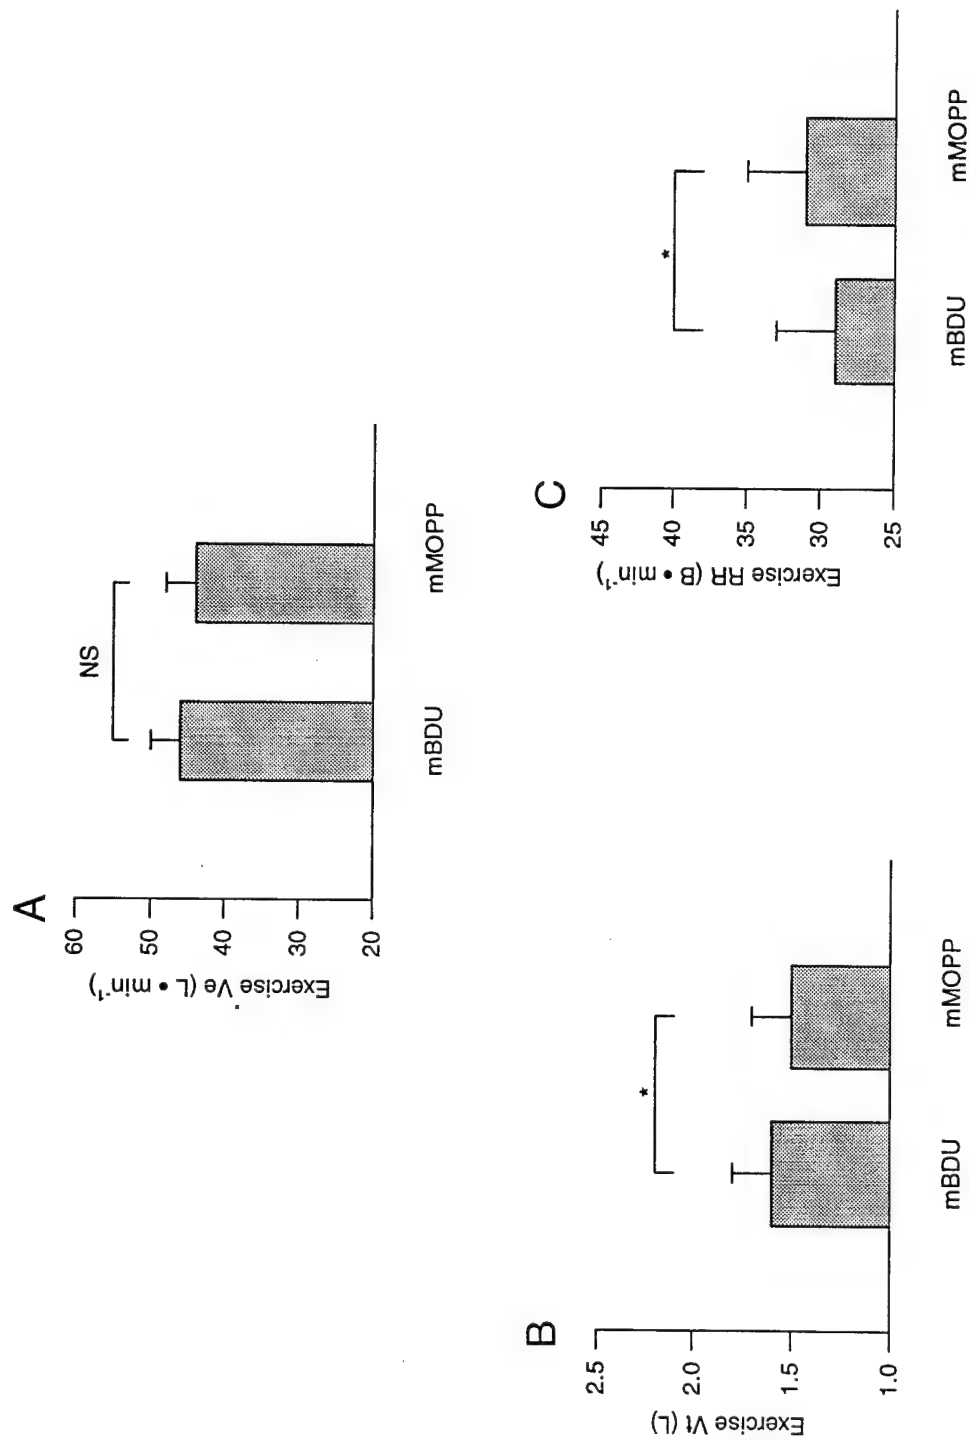 A
Exercise V̇e (L • min⁻¹)
60
50
40
30
20
NS
mBDU
mMOPP
B
Exercise Vt (L)
2.5
2.0
1.5
1.0
*
mBDU
mMOPP
C
Exercise RR (B • min⁻¹)
45
40
35
30
25
*
mBDU
mMOPP